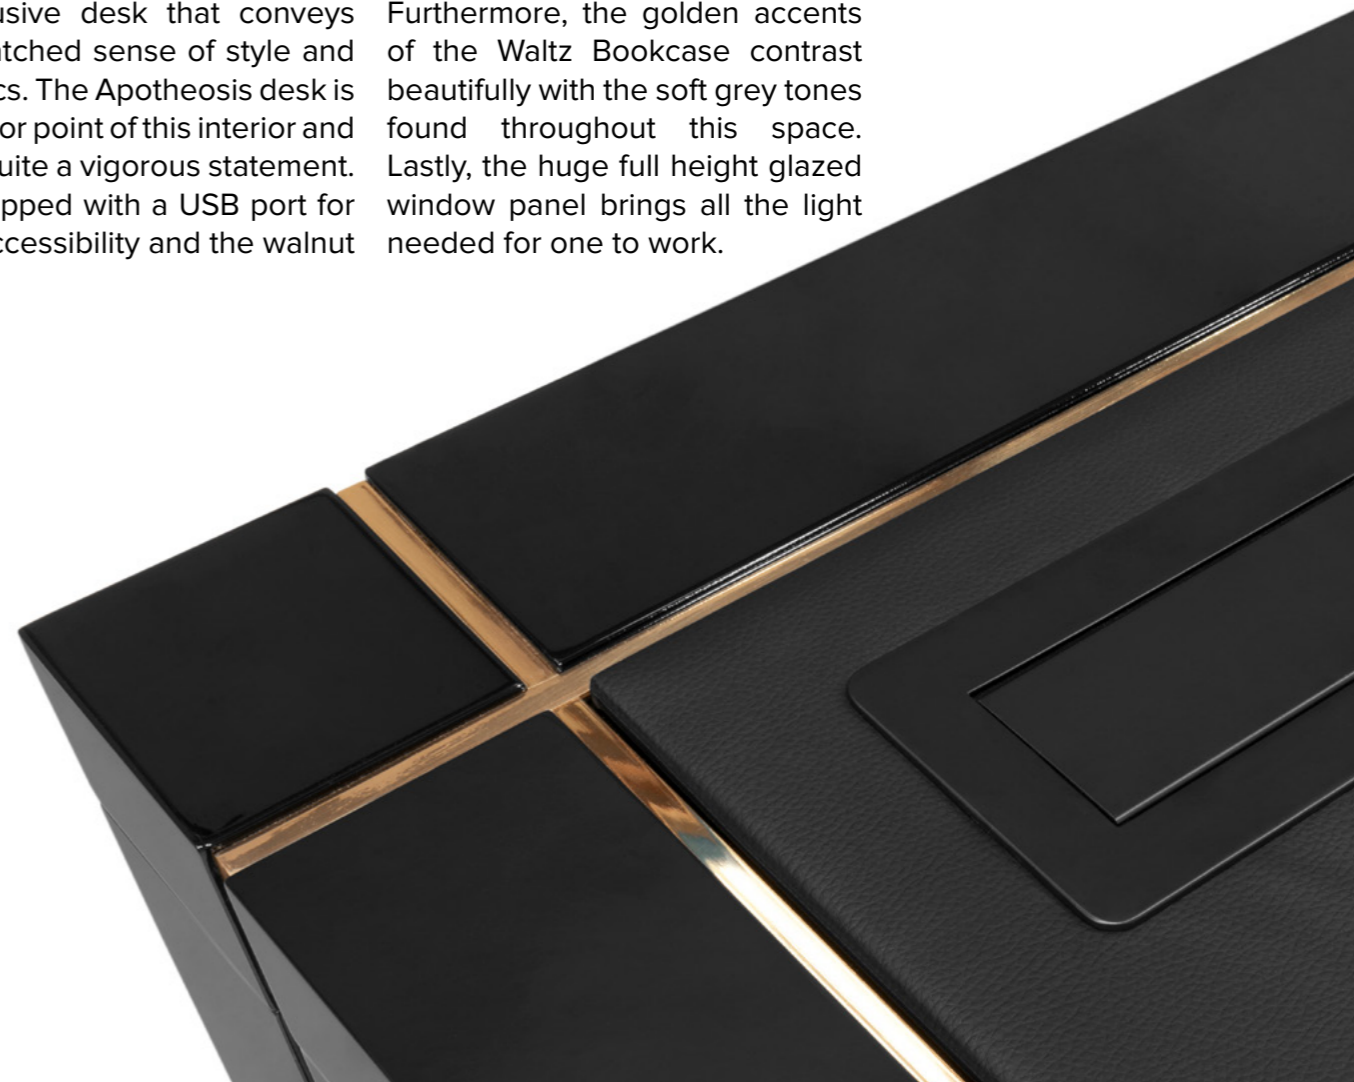 usive desk that conveys
tched sense of style and
cs. The Apotheosis desk is
or point of this interior and
uite a vigorous statement.
pped with a USB port for
ccessibility and the walnut
Furthermore, the golden accents
of the Waltz Bookcase contrast
beautifully with the soft grey tones
found throughout this space.
Lastly, the huge full height glazed
window panel brings all the light
needed for one to work.